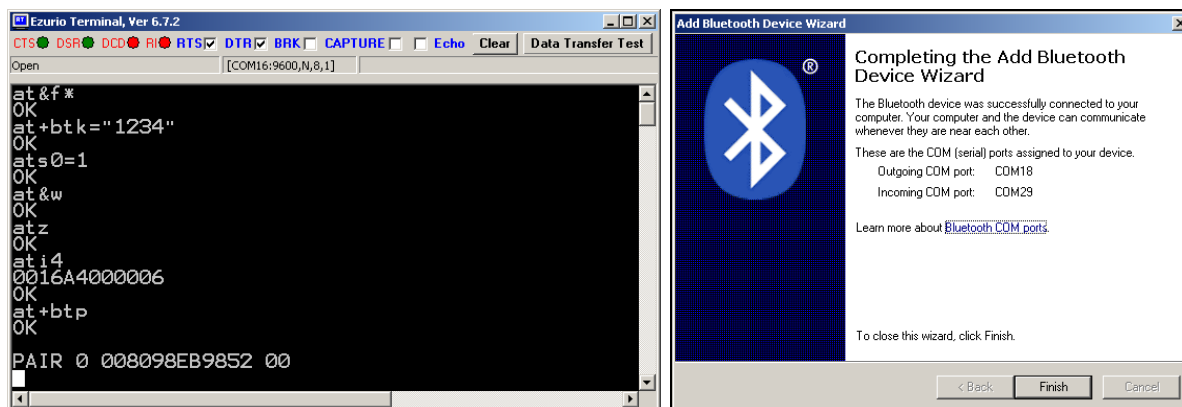 Ezurio Terminal, Ver 6.7.2
CTS DSR DCD RI RTS DTR BRK CAPTURE Echo Clear Data Transfer Test
Open [COM16:9600,N,8,1]
at&f*
OK
at+btk="1234"
OK
ats0=1
OK
at&w
OK
atz
OK
ati4
0016A4000006
OK
at+btp
OK
PAIR 0 008098EB9852 00
Add Bluetooth Device Wizard
®
Completing the Add Bluetooth
Device Wizard
The Bluetooth device was successfully connected to your
computer. Your computer and the device can communicate
whenever they are near each other.
These are the COM (serial) ports assigned to your device.
Outgoing COM port: COM18
Incoming COM port: COM29
Learn more about Bluetooth COM ports.
To close this wizard, click Finish.
< Back Finish Cancel